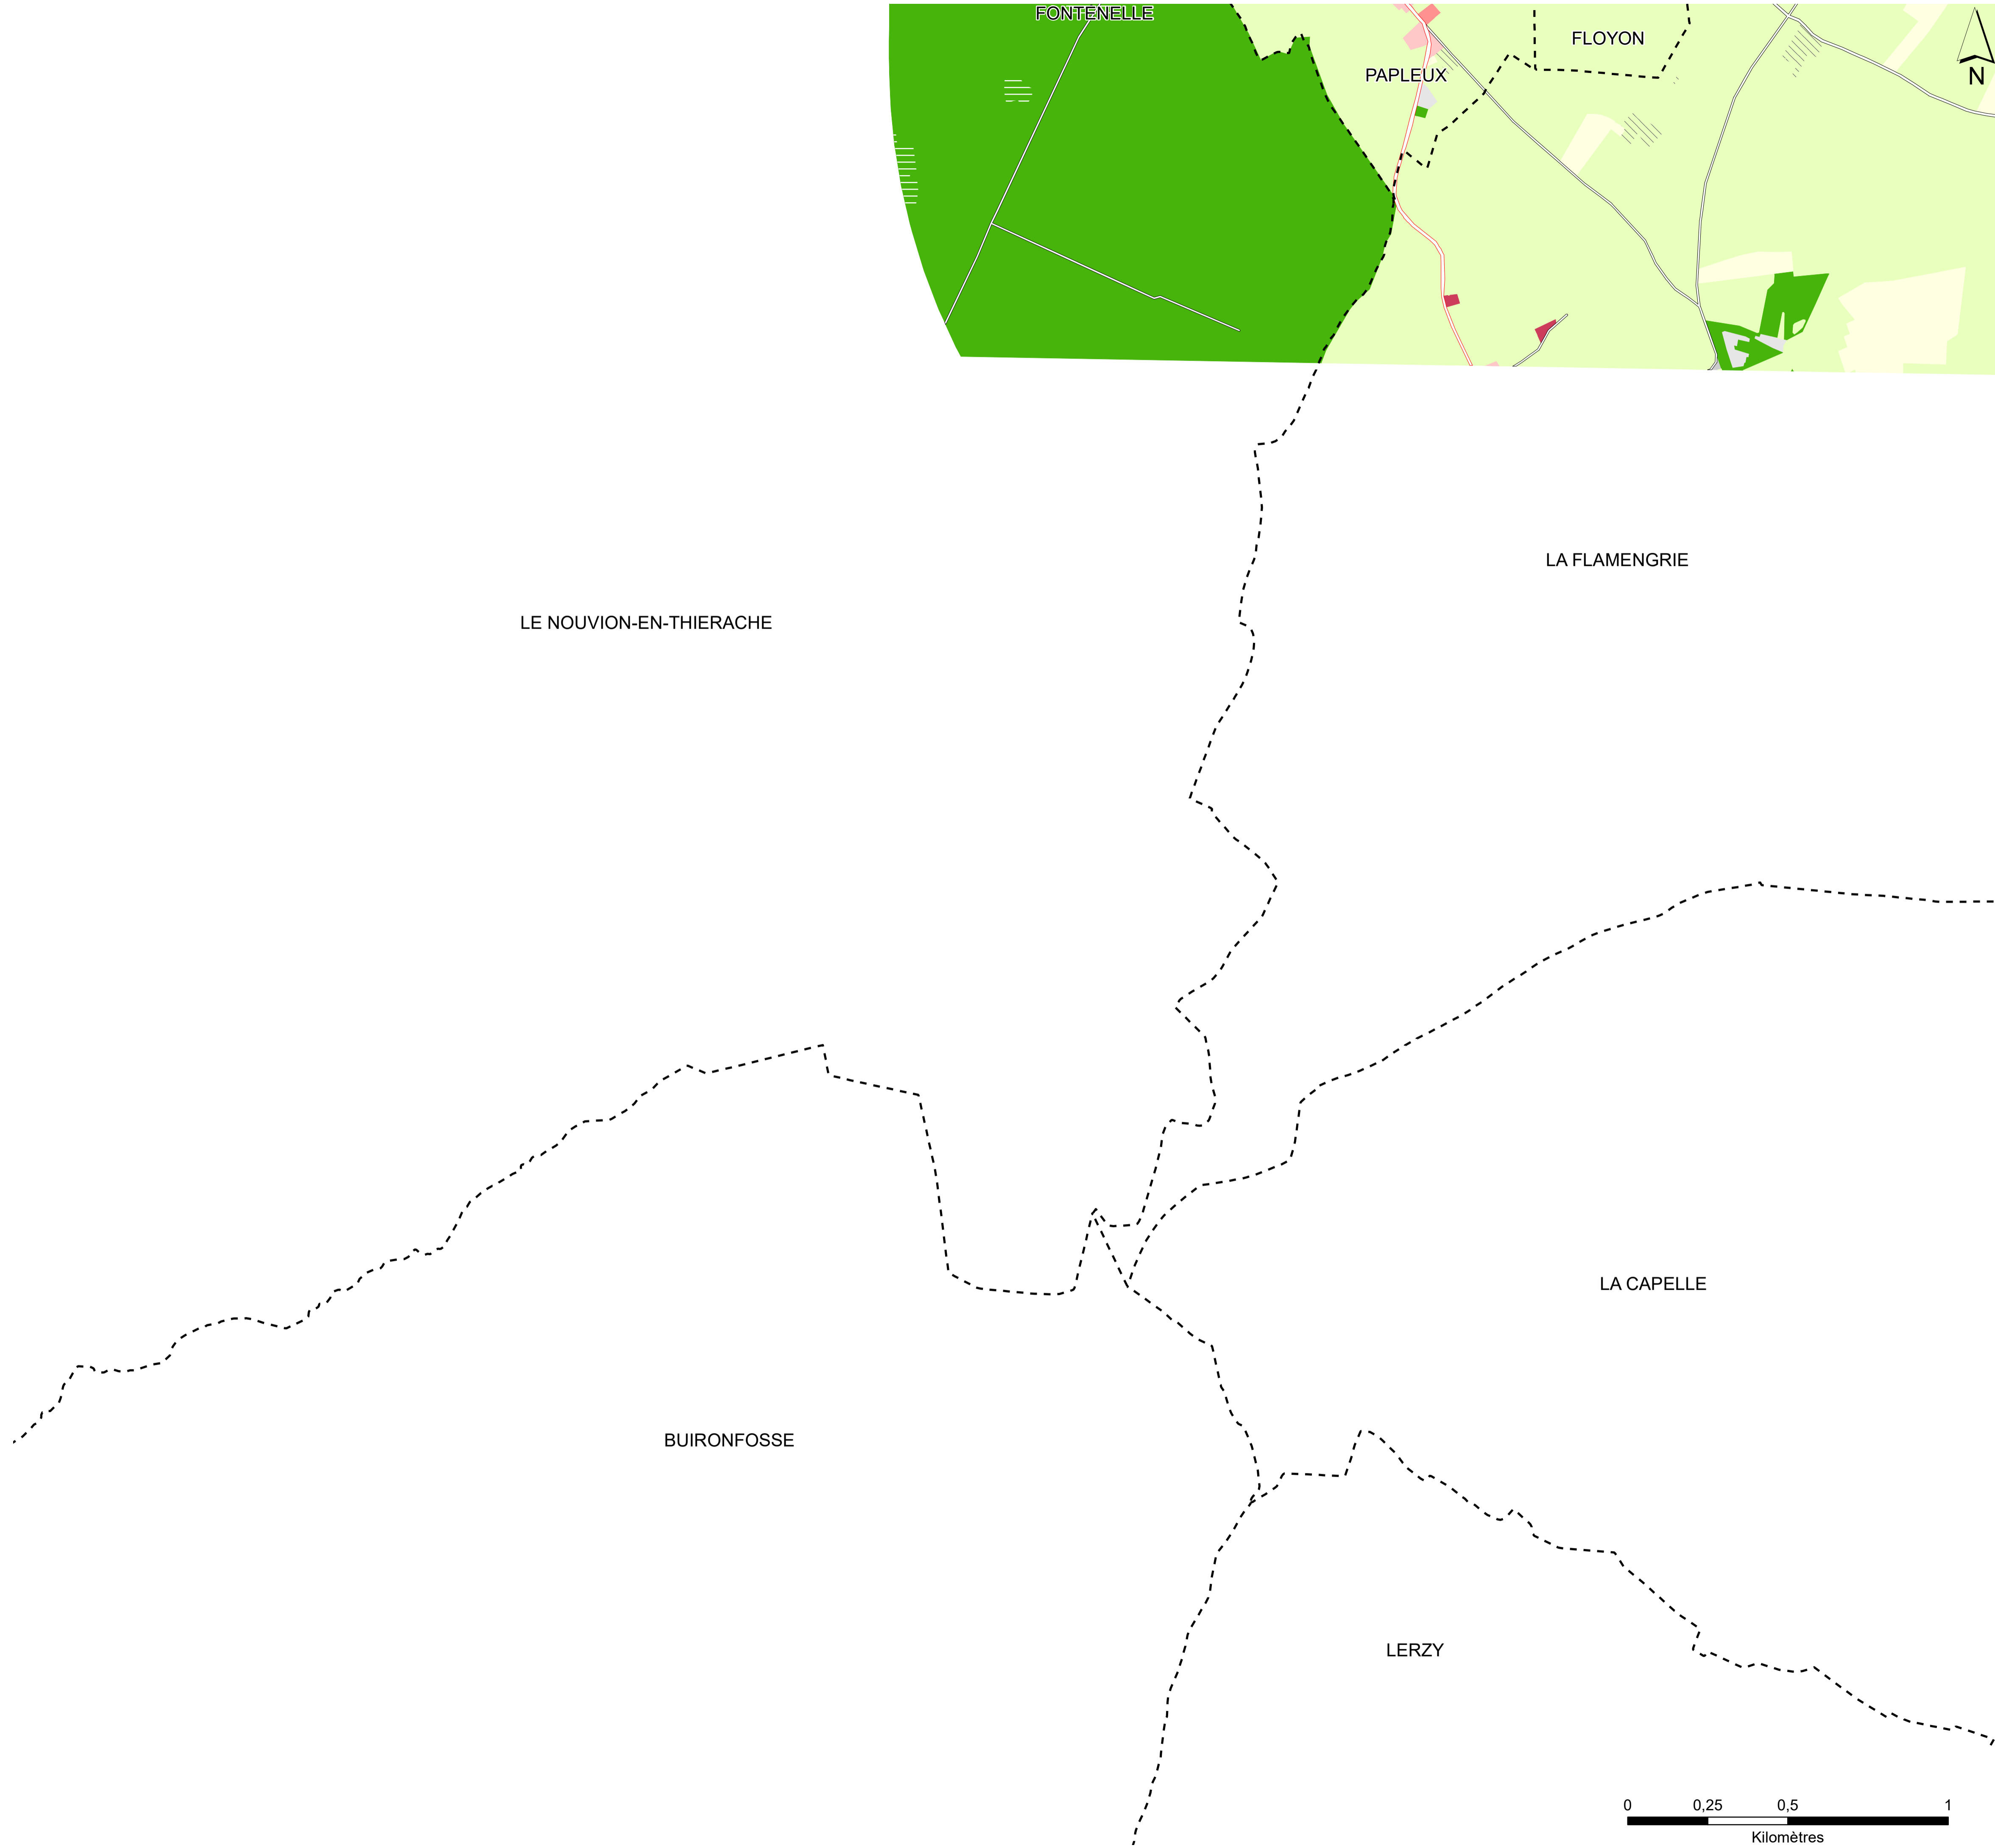 FONTENELLE
FLOYON
PAPLEUX
N
LA FLAMENGRIE
LE NOUVION-EN-THIERACHE
LA CAPELLE
BUIRONFOSSE
LERZY
0 0,25 0,5 1
Kilomètres